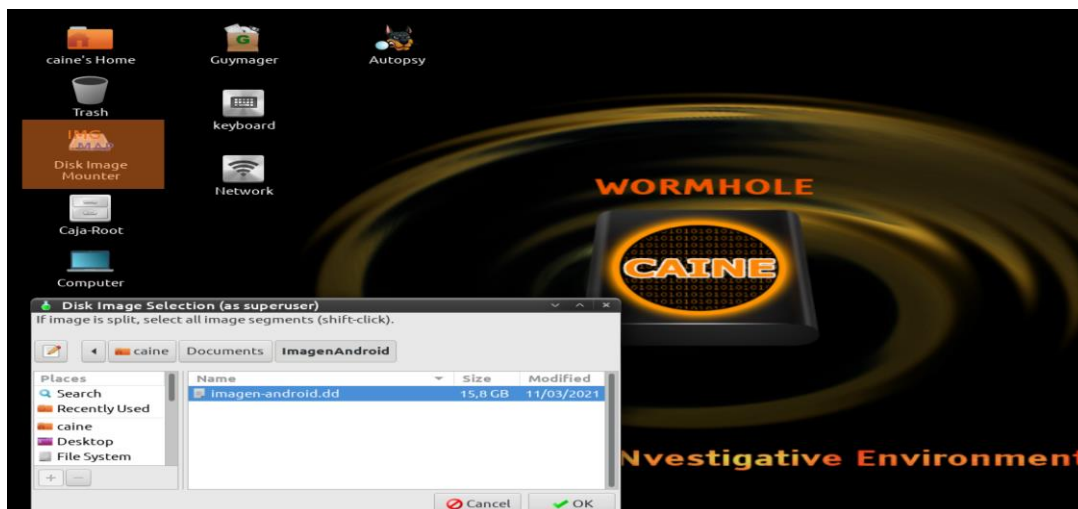 caine's Home
Guymager
Autopsy
Trash
keyboard
IMG
MAP
Disk Image
Mounter
Network
WORMHOLE
Caja-Root
CAINE
Computer
Disk Image Selection (as superuser)
If image is split, select all image segments (shift-click).
caine Documents ImagenAndroid
Places
Search
Recently Used
caine
Desktop
File System
Name Size Modified
imagen-android.dd 15,8 GB 11/03/2021
Nvestigative Environment
Cancel OK